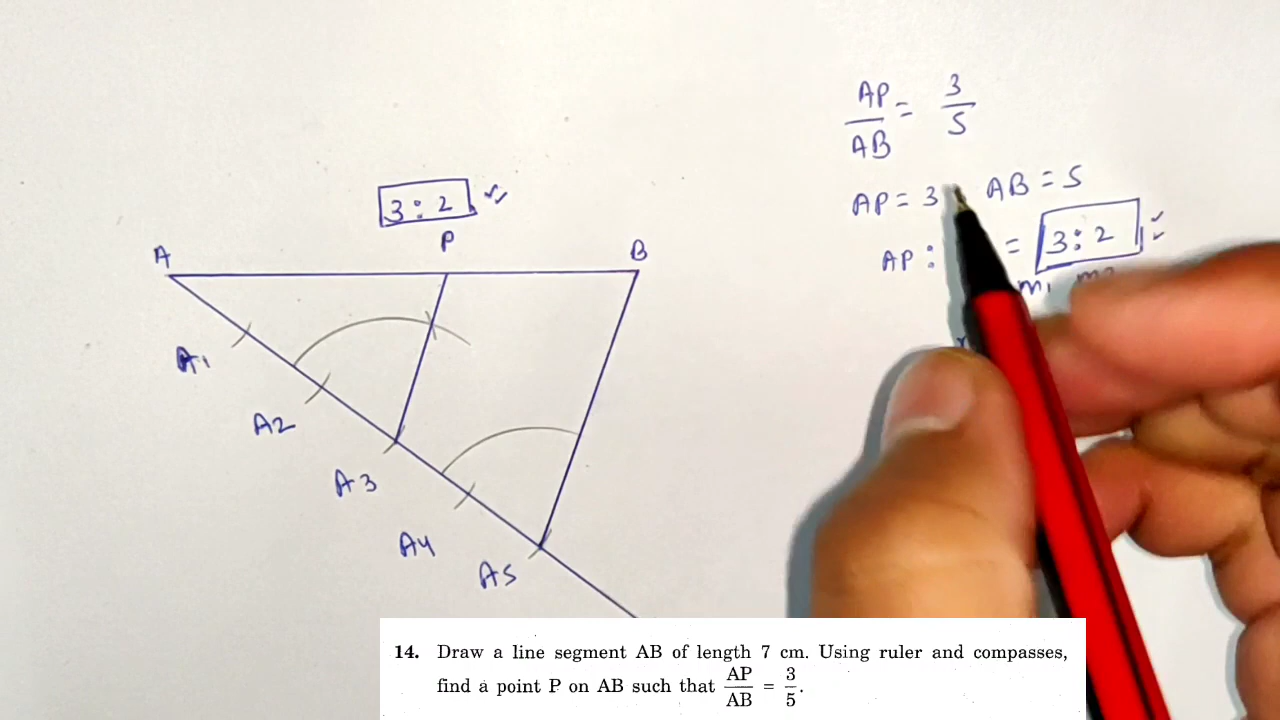 AP/AB = 3/5
AP = 3 AB = 5
AP : = 3:2
m1 m2
3:2
A P B
A1
A2
A3
A4
A5
14. Draw a line segment AB of length 7 cm. Using ruler and compasses,
find a point P on AB such that AP/AB = 3/5.